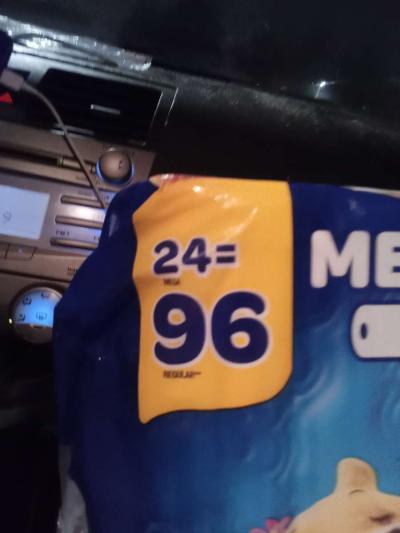 24=
MEGA
96
REGULAR**
ME